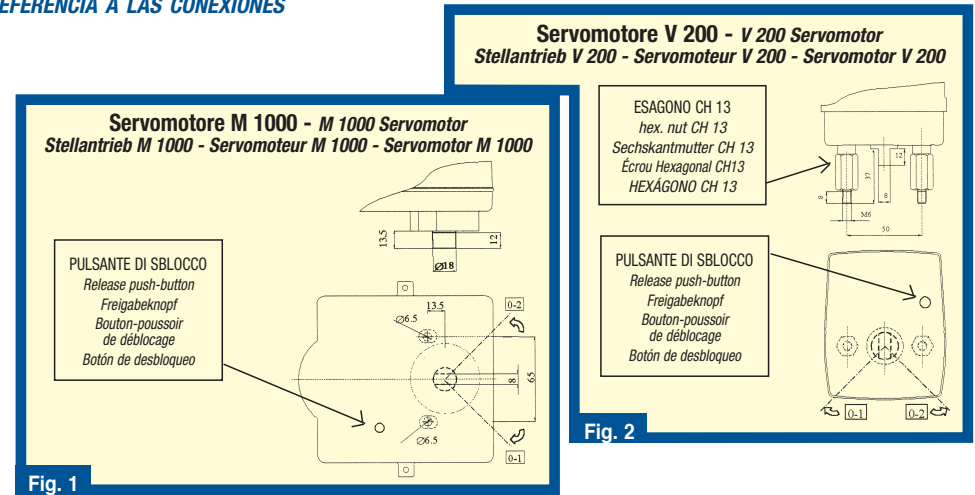 EFERENCIA A LAS CONEXIONES
Servomotore M 1000 - M 1000 Servomotor
Stellantrieb M 1000 - Servomoteur M 1000 - Servomotor M 1000
13.5
12
Ø18
PULSANTE DI SBLOCCO
Release push-button
Freigabeknopf
Bouton-poussoir
de déblocage
Botón de desbloqueo
13.5
0-2
Ø6.5
8
65
Ø6.5
0-1
Fig. 1
Servomotore V 200 - V 200 Servomotor
Stellantrieb V 200 - Servomoteur V 200 - Servomotor V 200
ESAGONO CH 13
hex. nut CH 13
Sechskantmutter CH 13
Écrou Hexagonal CH13
HEXÁGONO CH 13
12
37
8
8
M6
50
PULSANTE DI SBLOCCO
Release push-button
Freigabeknopf
Bouton-poussoir
de déblocage
Botón de desbloqueo
0-1
0-2
Fig. 2